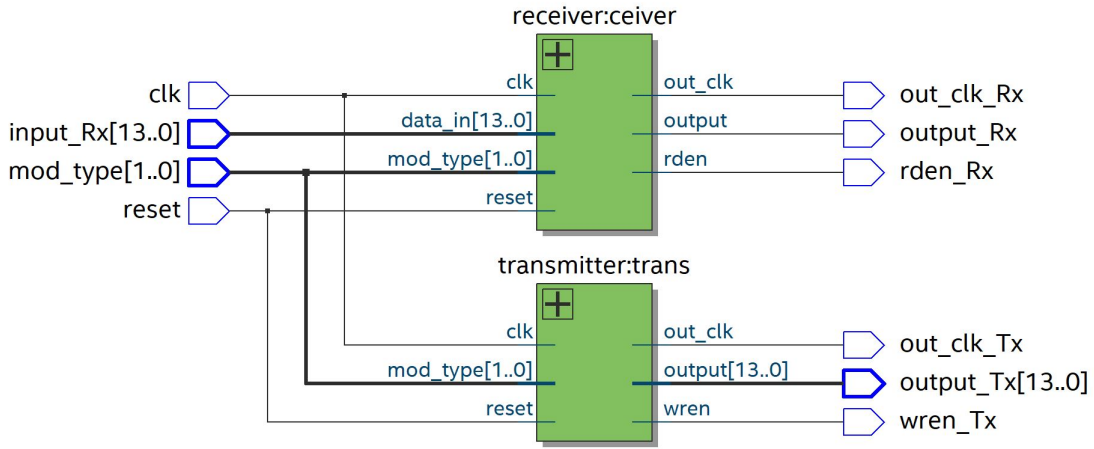 receiver:ceiver
clk
input_Rx[13..0]
mod_type[1..0]
reset
clk
data_in[13..0]
mod_type[1..0]
reset
out_clk
output
rden
out_clk_Rx
output_Rx
rden_Rx
transmitter:trans
clk
mod_type[1..0]
reset
out_clk
output[13..0]
wren
out_clk_Tx
output_Tx[13..0]
wren_Tx